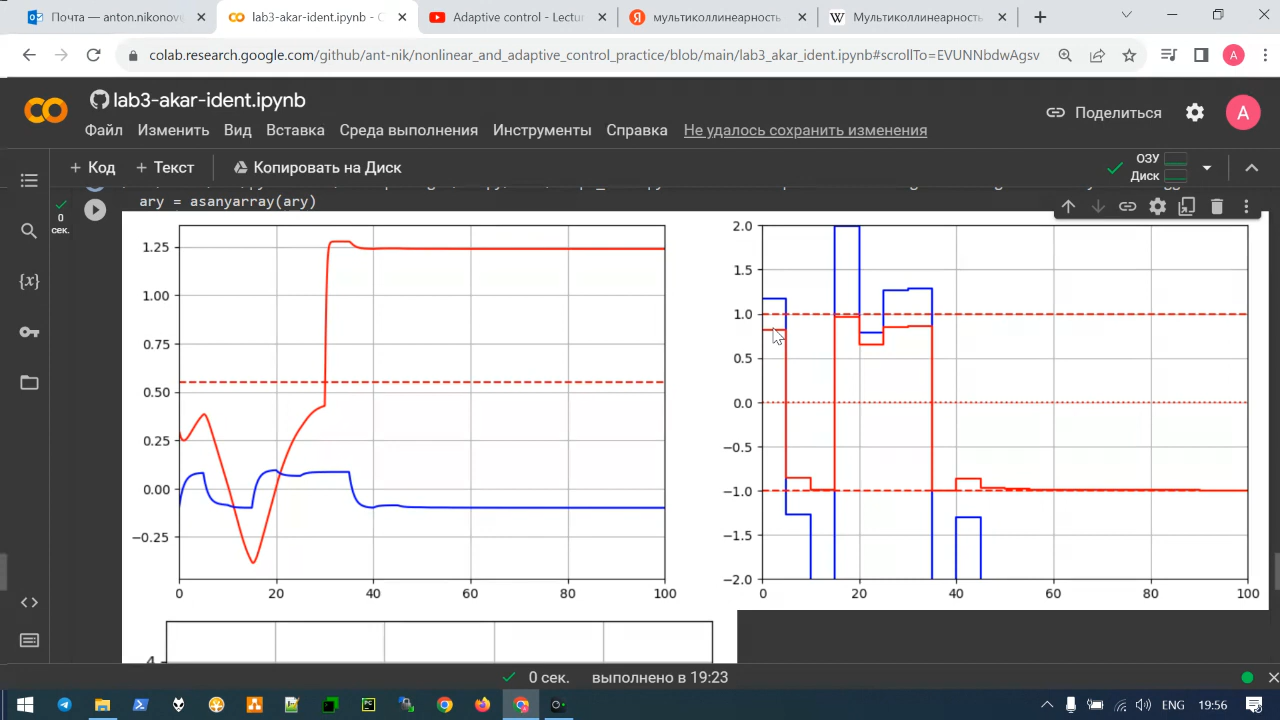 Почта — anton.nikonov
lab3-akar-ident.ipynb - C
Adaptive control - Lectur
мультиколлинеарность
Мультиколлинеарность
colab.research.google.com/github/ant-nik/nonlinear_and_adaptive_control_practice/blob/main/lab3_akar_ident.ipynb#scrollTo=EVUNNbdwAgsv
A
lab3-akar-ident.ipynb
Файл Изменить Вид Вставка Среда выполнения Инструменты Справка Не удалось сохранить изменения
Поделиться
A
+ Код + Текст Копировать на Диск
ОЗУ
Диск
0
сек.
ary = asanyarray(ary)
1.25
1.00
0.75
0.50
0.25
0.00
−0.25
0 20 40 60 80 100
2.0
1.5
1.0
0.5
0.0
−0.5
−1.0
−1.5
−2.0
0 20 40 60 80 100
4
{x}
0 сек. выполнено в 19:23
ENG 19:56